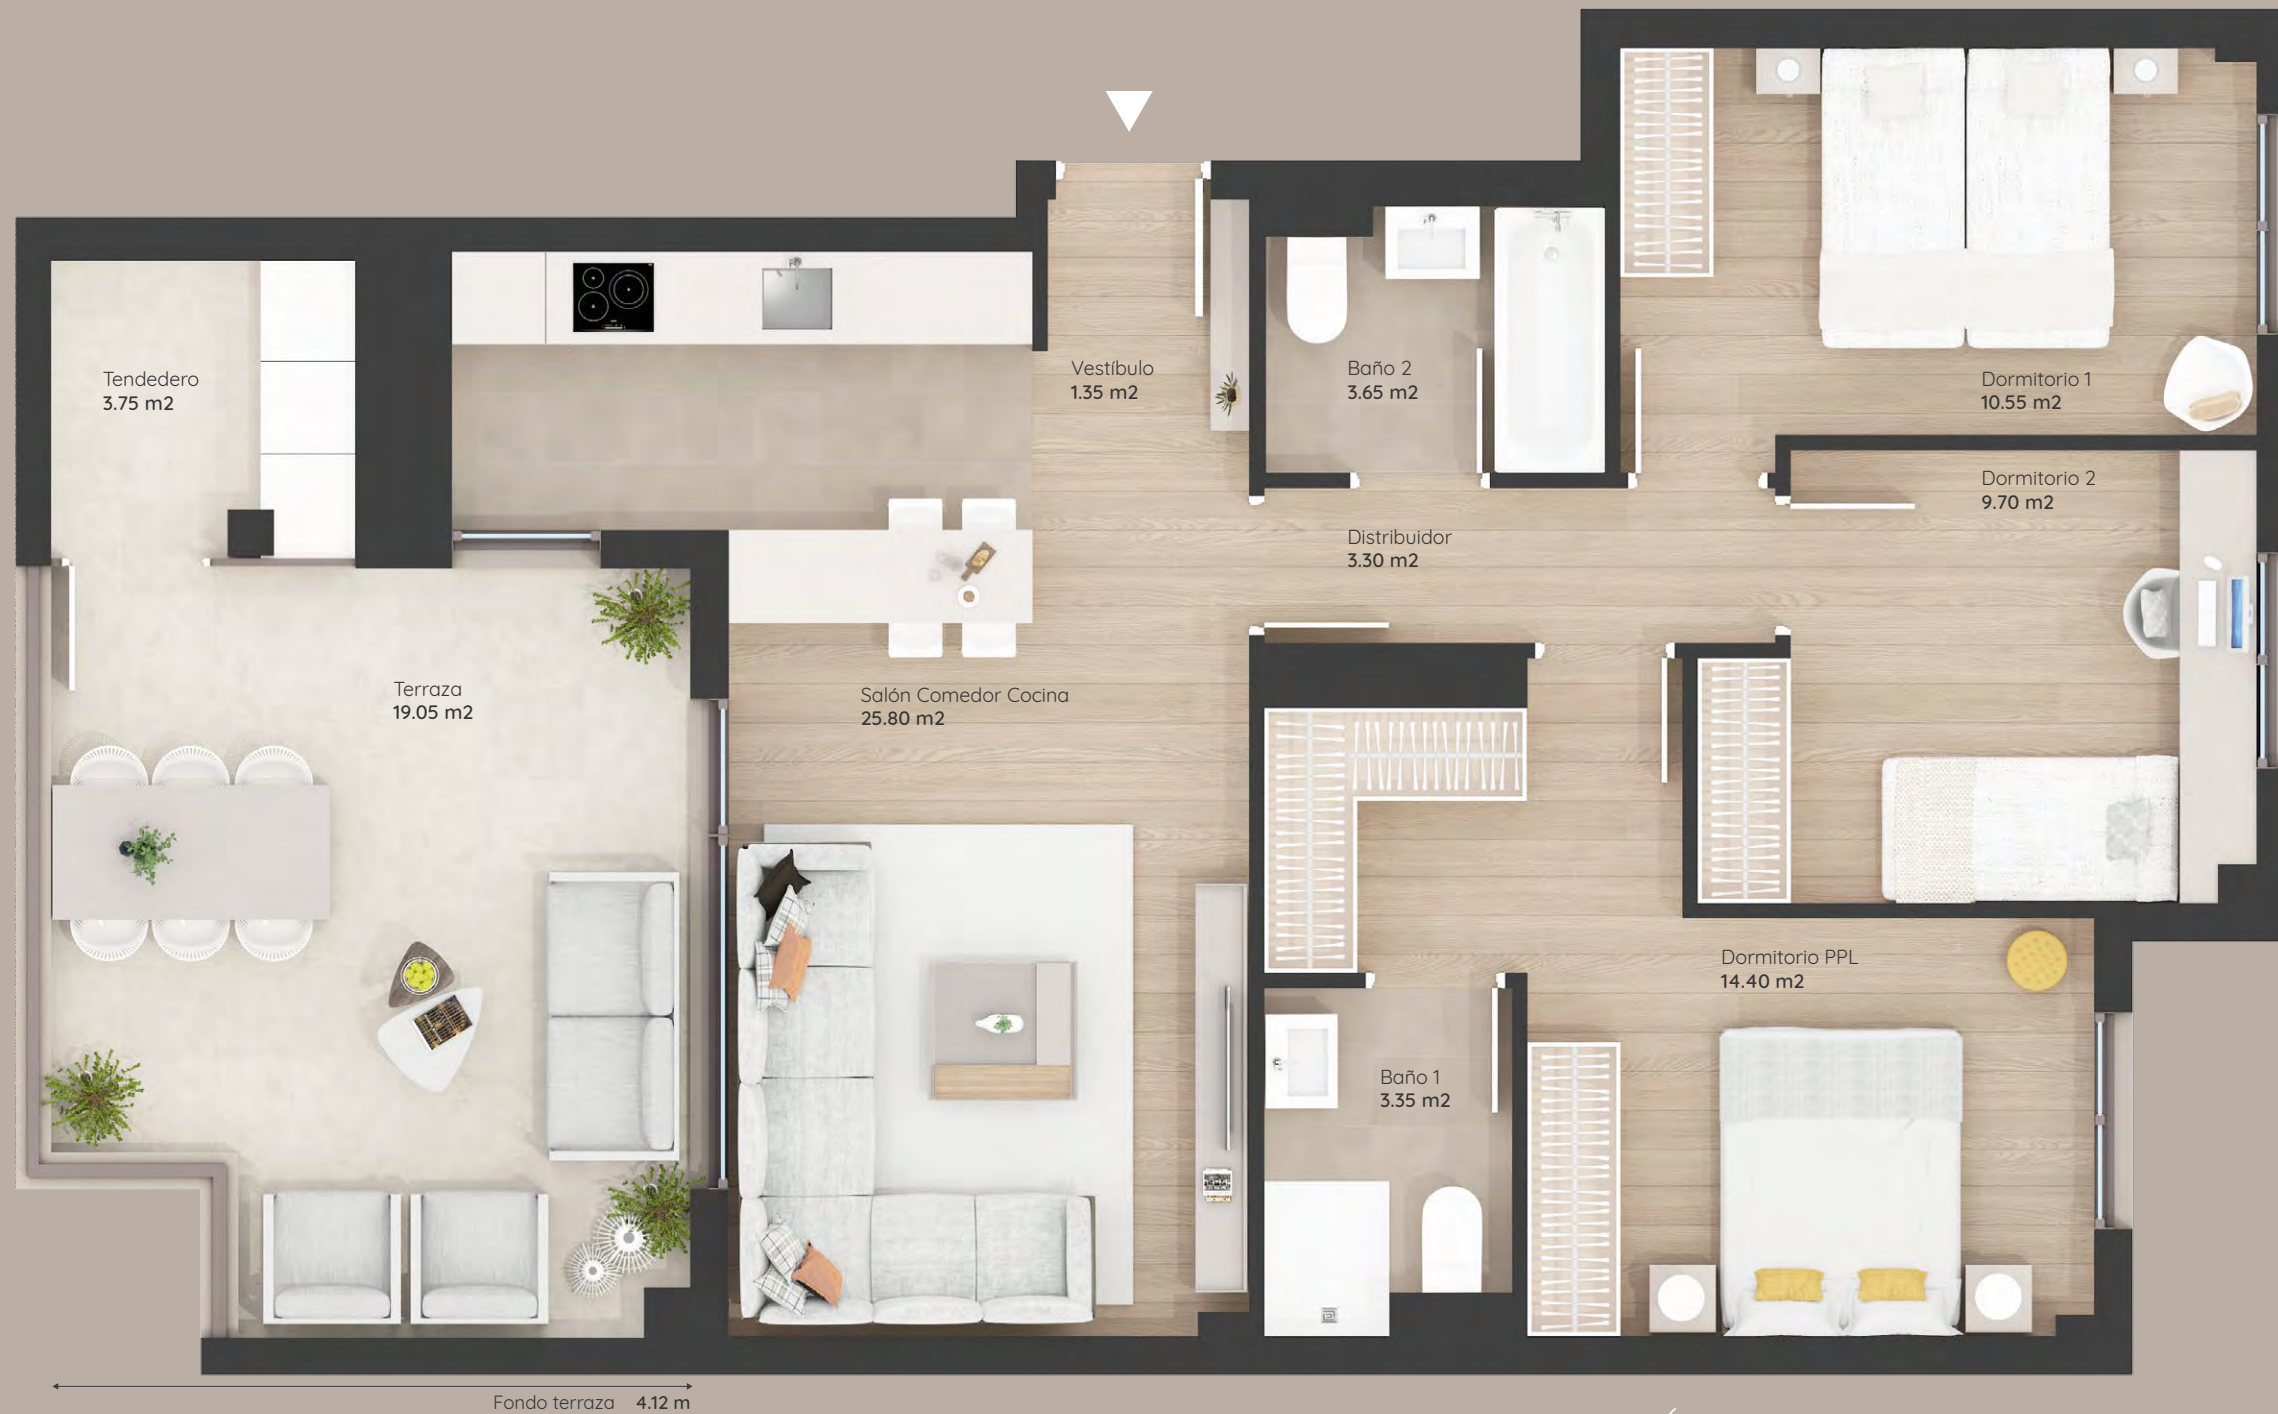 Tendedero
3.75 m2
Vestíbulo
1.35 m2
Baño 2
3.65 m2
Dormitorio 1
10.55 m2
Dormitorio 2
9.70 m2
Distribuidor
3.30 m2
Terraza
19.05 m2
Salón Comedor Cocina
25.80 m2
Dormitorio PPL
14.40 m2
Baño 1
3.35 m2
Fondo terraza 4.12 m